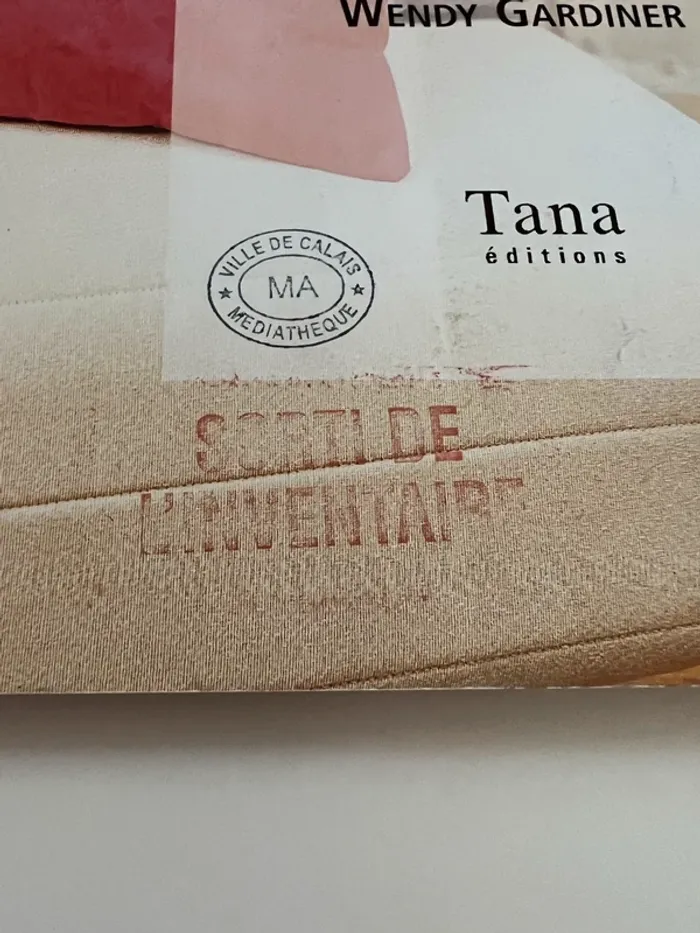 WENDY GARDINER
Tana
éditions
VILLE DE CALAIS
MA
MEDIATHEQUE
SORTI DE
L'INVENTAIRE